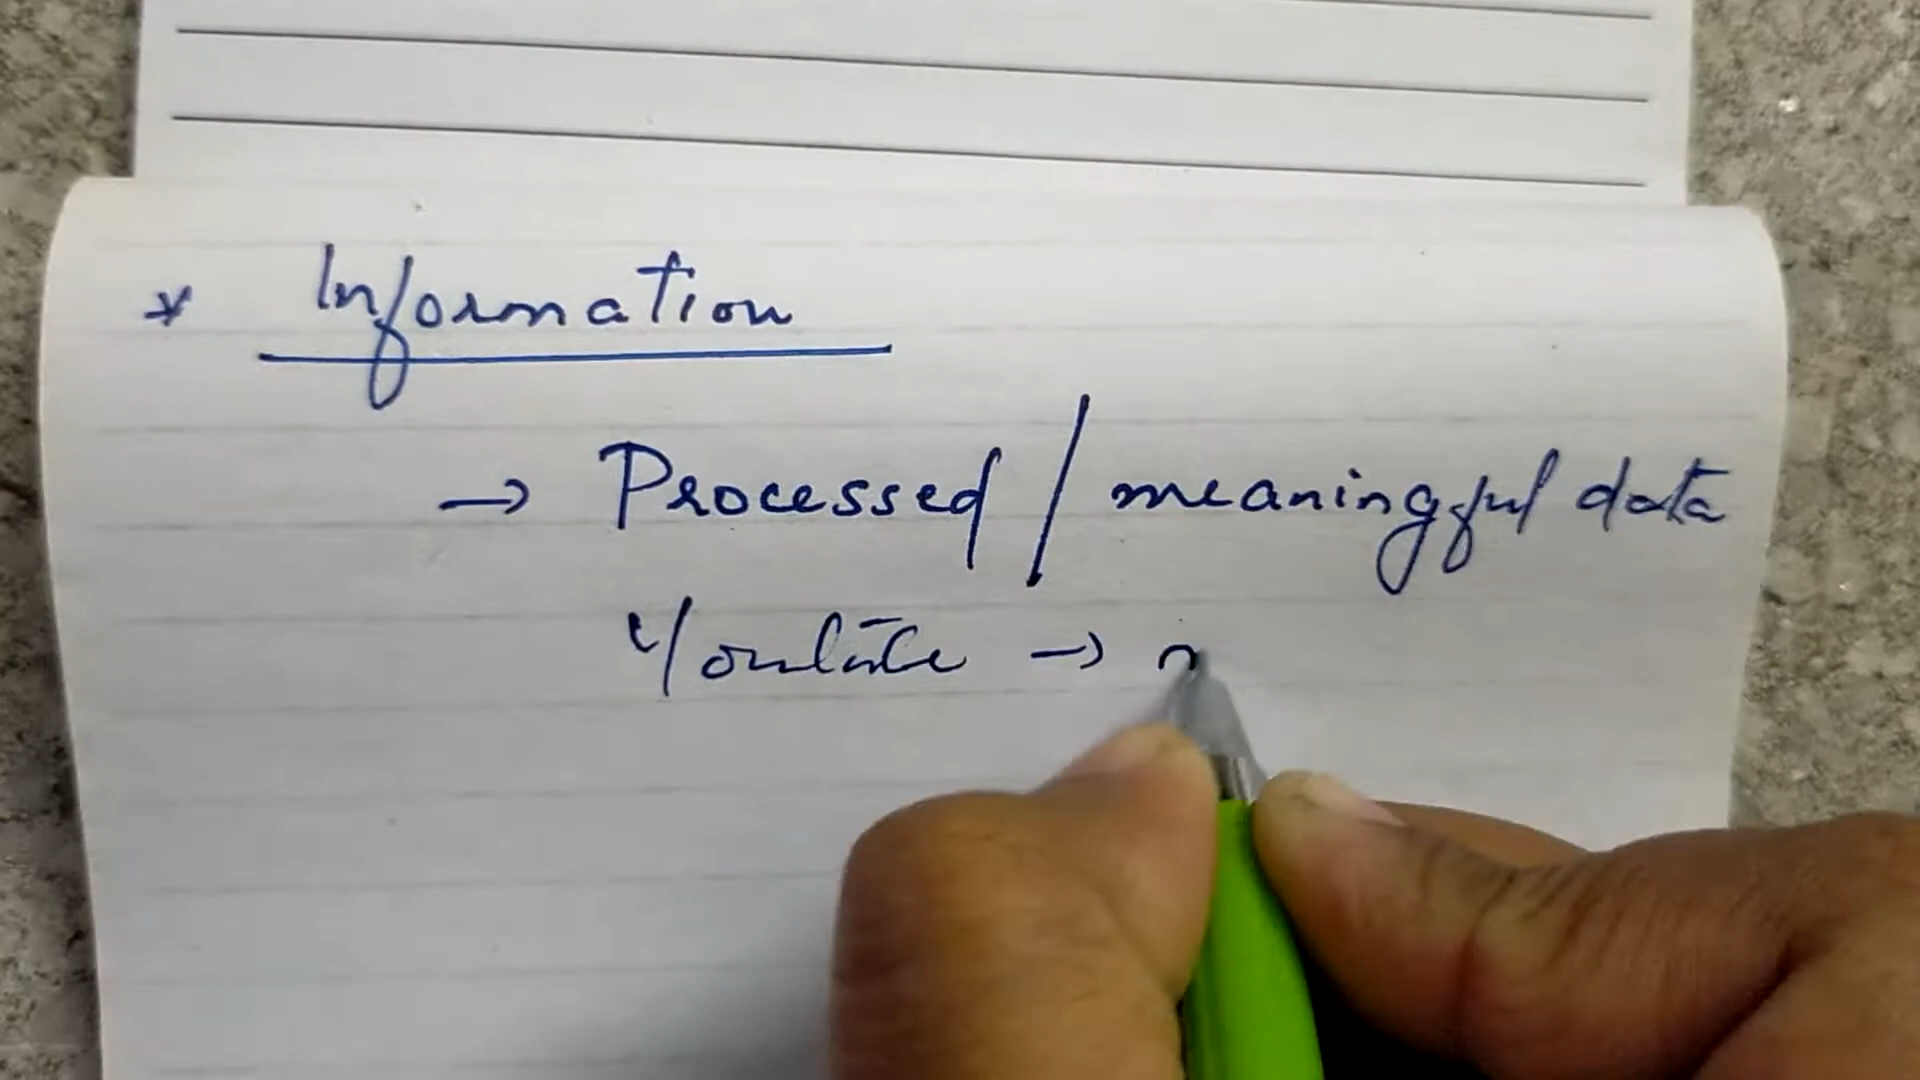 * Information
→ Processed / meaningful data
→